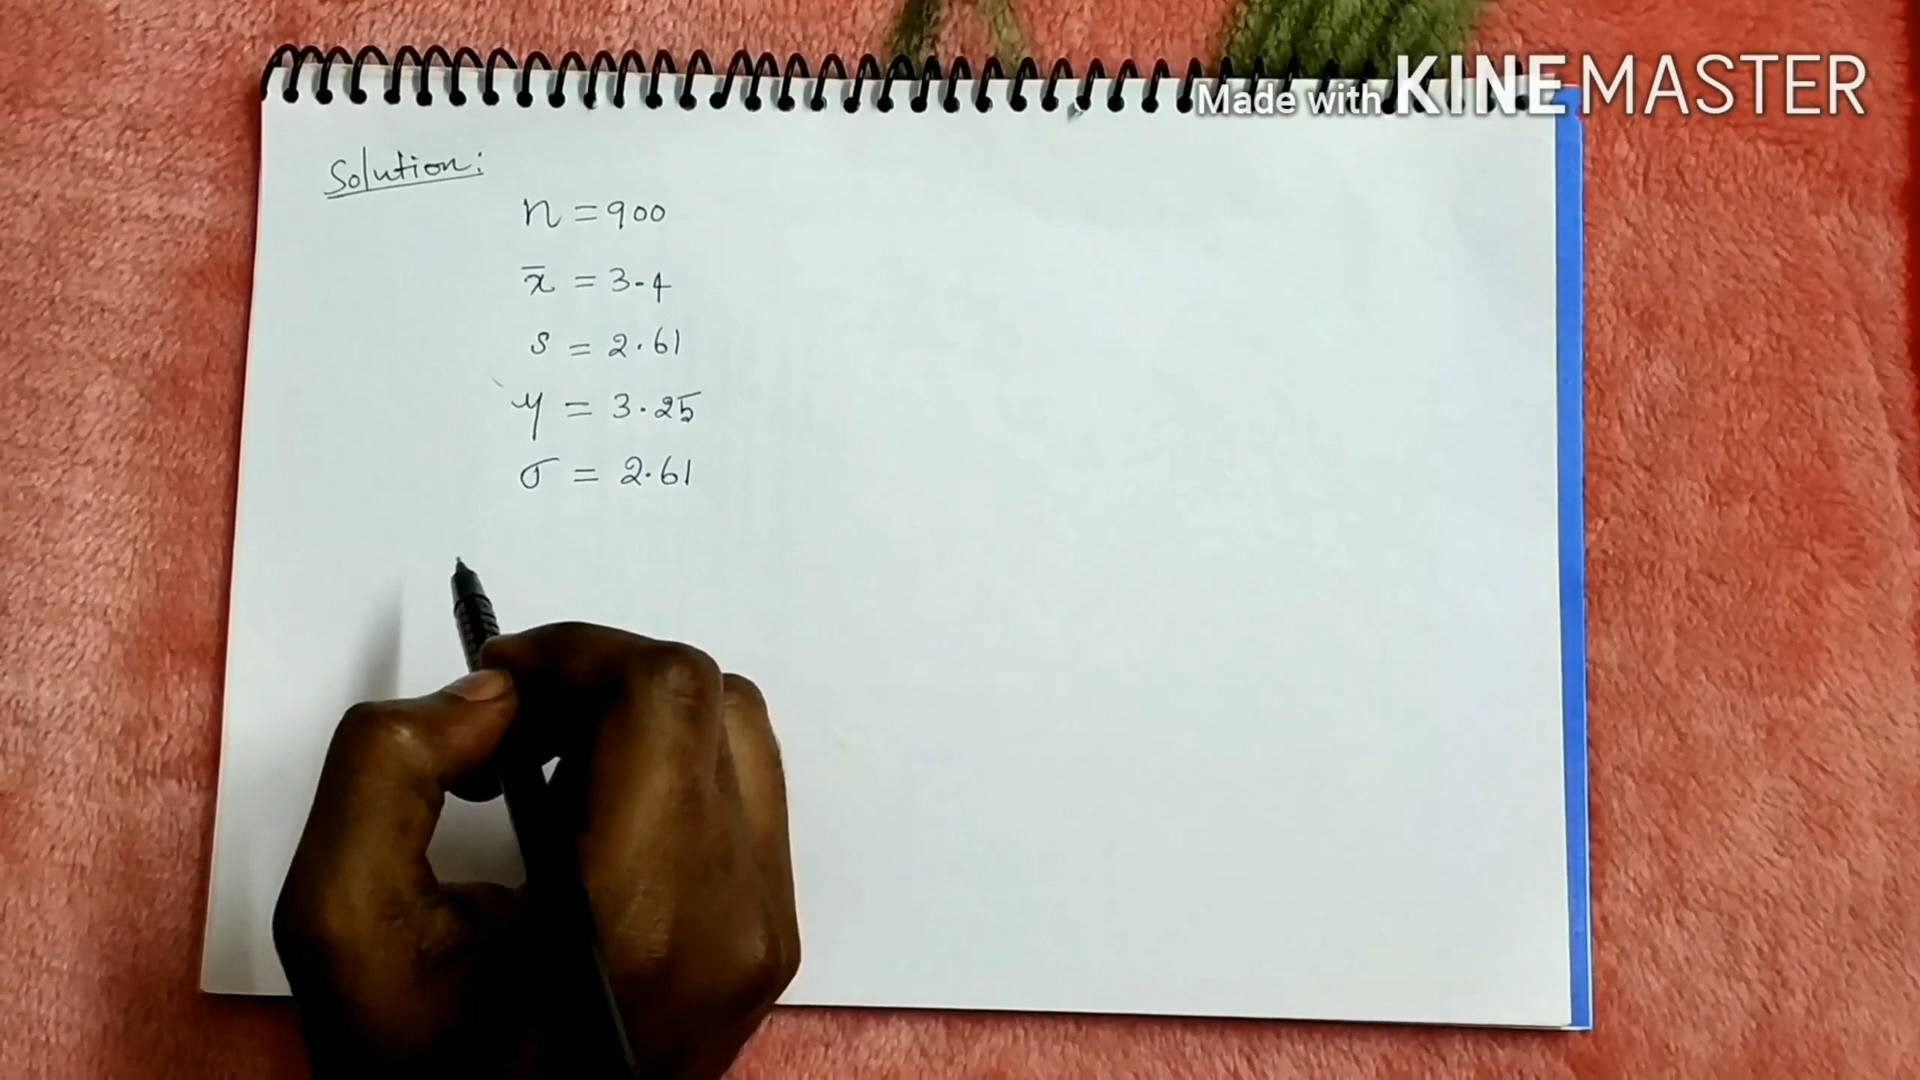 Made with KINEMASTER
Solution:
n = 900
x̄ = 3.4
s = 2.61
μ = 3.25
σ = 2.61